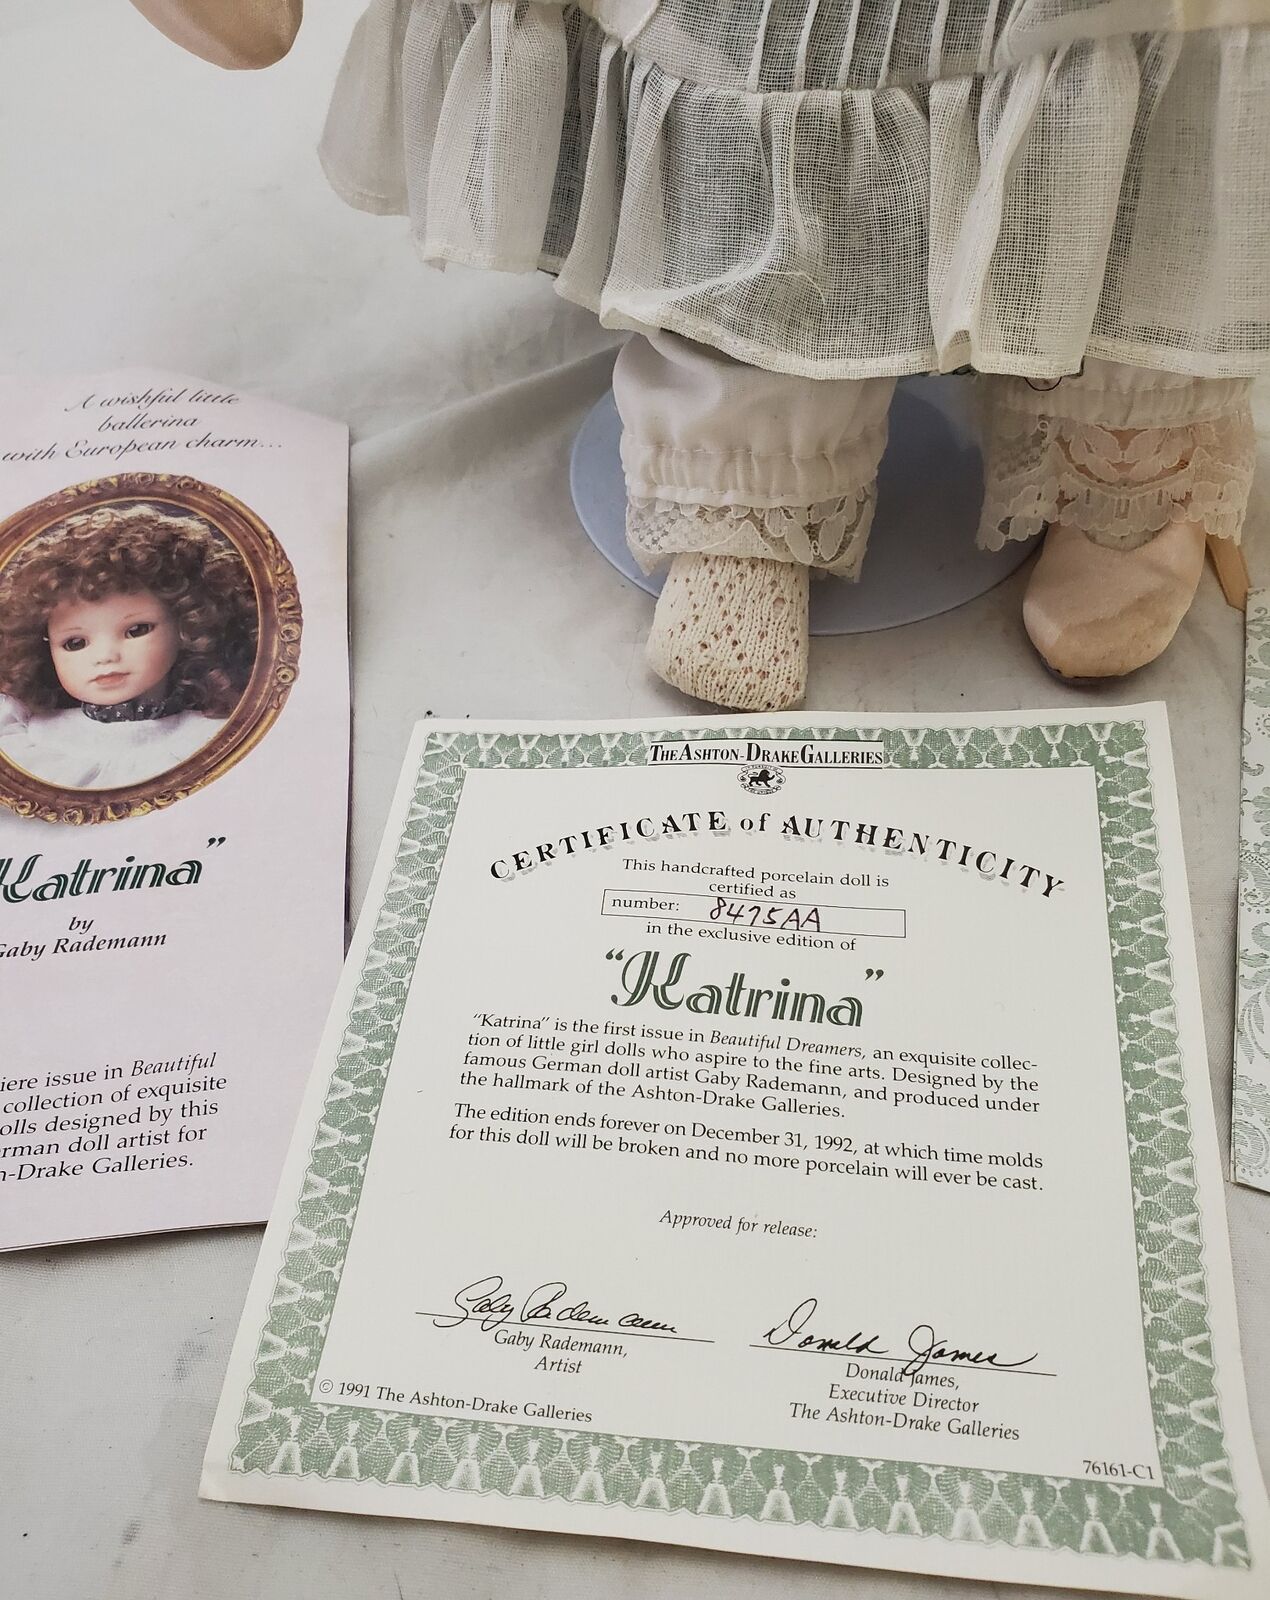 A wishful little
ballerina
with European charm...
Katrina"
by
Gaby Rademann
iere issue in Beautiful
collection of exquisite
olls designed by this
rman doll artist for
n-Drake Galleries.
THE ASHTON-DRAKE GALLERIES
CERTIFICATE of AUTHENTICITY
This handcrafted porcelain doll is
certified as
number: 8475AA
in the exclusive edition of
"Katrina"
"Katrina" is the first issue in Beautiful Dreamers, an exquisite collec-
tion of little girl dolls who aspire to the fine arts. Designed by the
famous German doll artist Gaby Rademann, and produced under
the hallmark of the Ashton-Drake Galleries.
The edition ends forever on December 31, 1992, at which time molds
for this doll will be broken and no more porcelain will ever be cast.
Approved for release:
Gaby Rademann
Donald James
Gaby Rademann,
Artist
Donald James,
Executive Director
The Ashton-Drake Galleries
© 1991 The Ashton-Drake Galleries
76161-C1